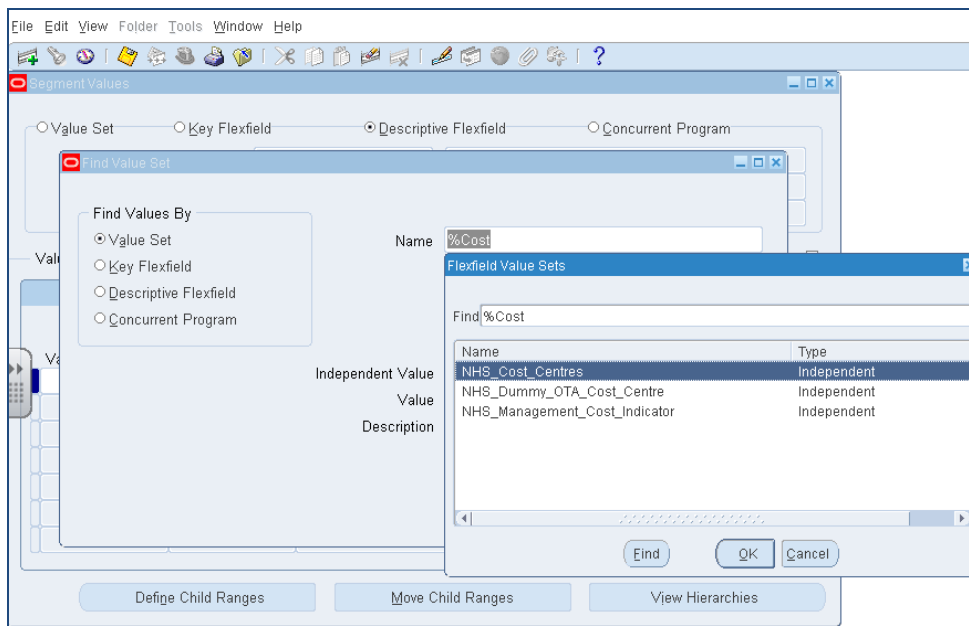 File Edit View Folder Tools Window Help
?
Segment Values
Value Set Key Flexfield Descriptive Flexfield Concurrent Program
Find Value Set
Find Values By
Value Set
Key Flexfield
Descriptive Flexfield
Concurrent Program
Name %Cost
Independent Value
Value
Description
Flexfield Value Sets
Find %Cost
Name Type
NHS_Cost_Centres Independent
NHS_Dummy_OTA_Cost_Centre Independent
NHS_Management_Cost_Indicator Independent
Find OK Cancel
Define Child Ranges Move Child Ranges View Hierarchies